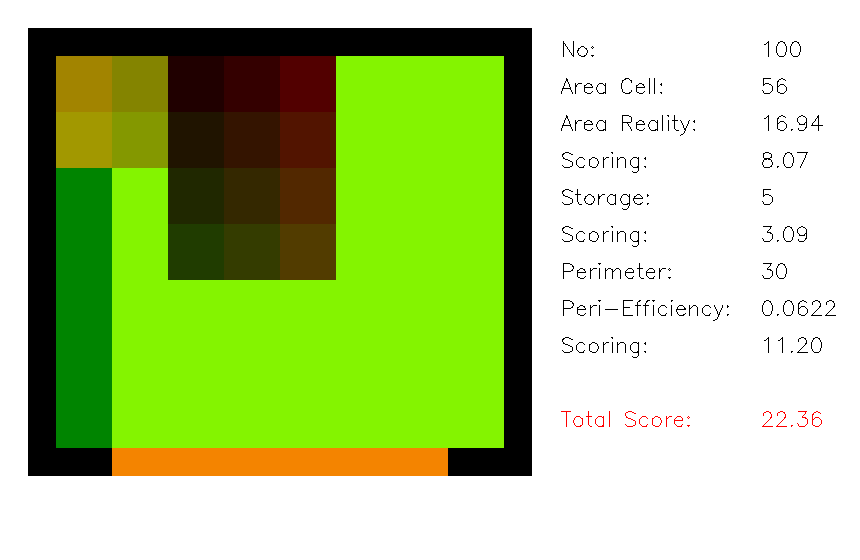 No: 100
Area Cell: 56
Area Reality: 16.94
Scoring: 8.07
Storage: 5
Scoring: 3.09
Perimeter: 30
Peri-Efficiency: 0.0622
Scoring: 11.20
Total Score: 22.36